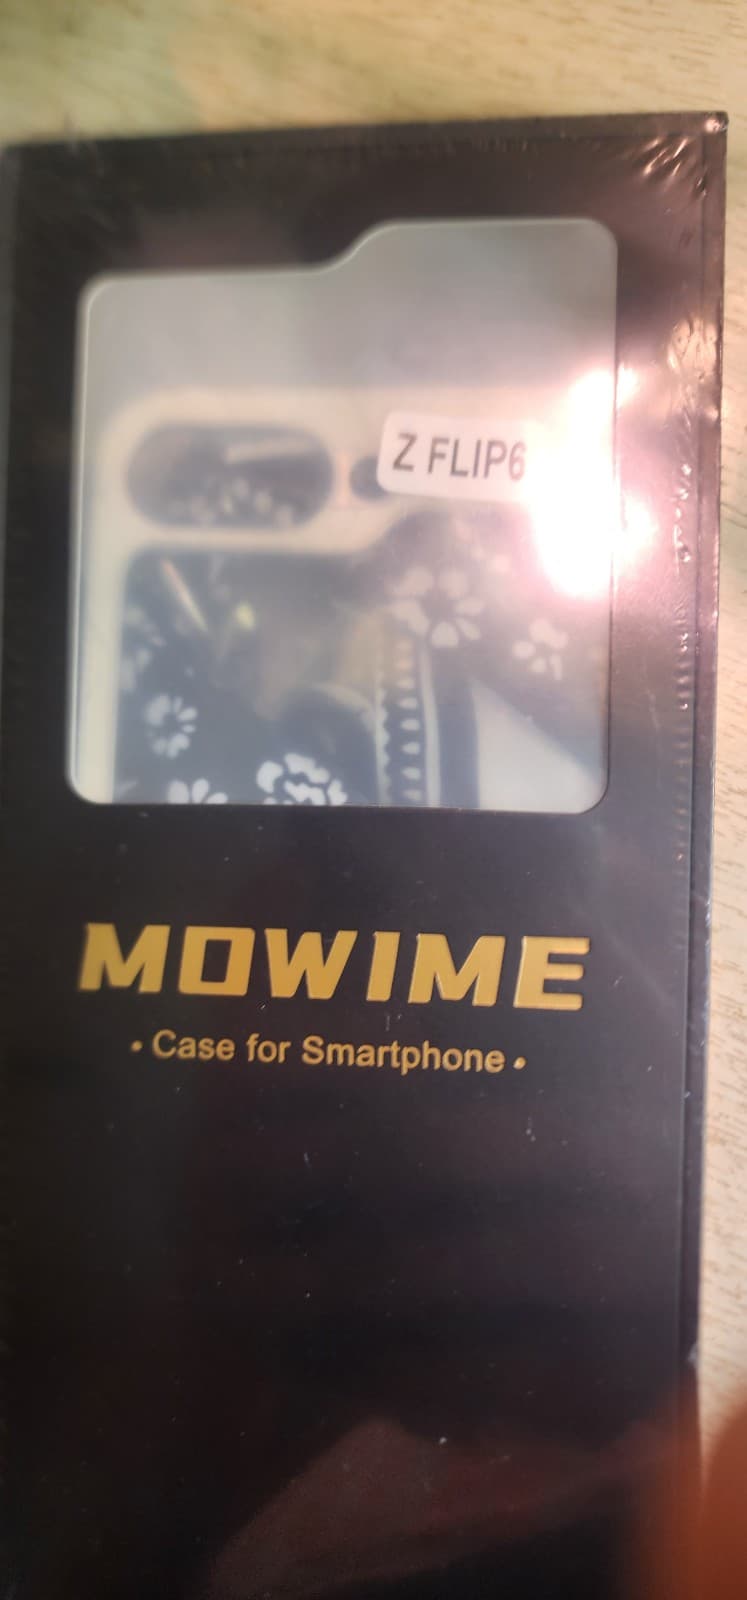 Z FLIP6
MOWIME
• Case for Smartphone •